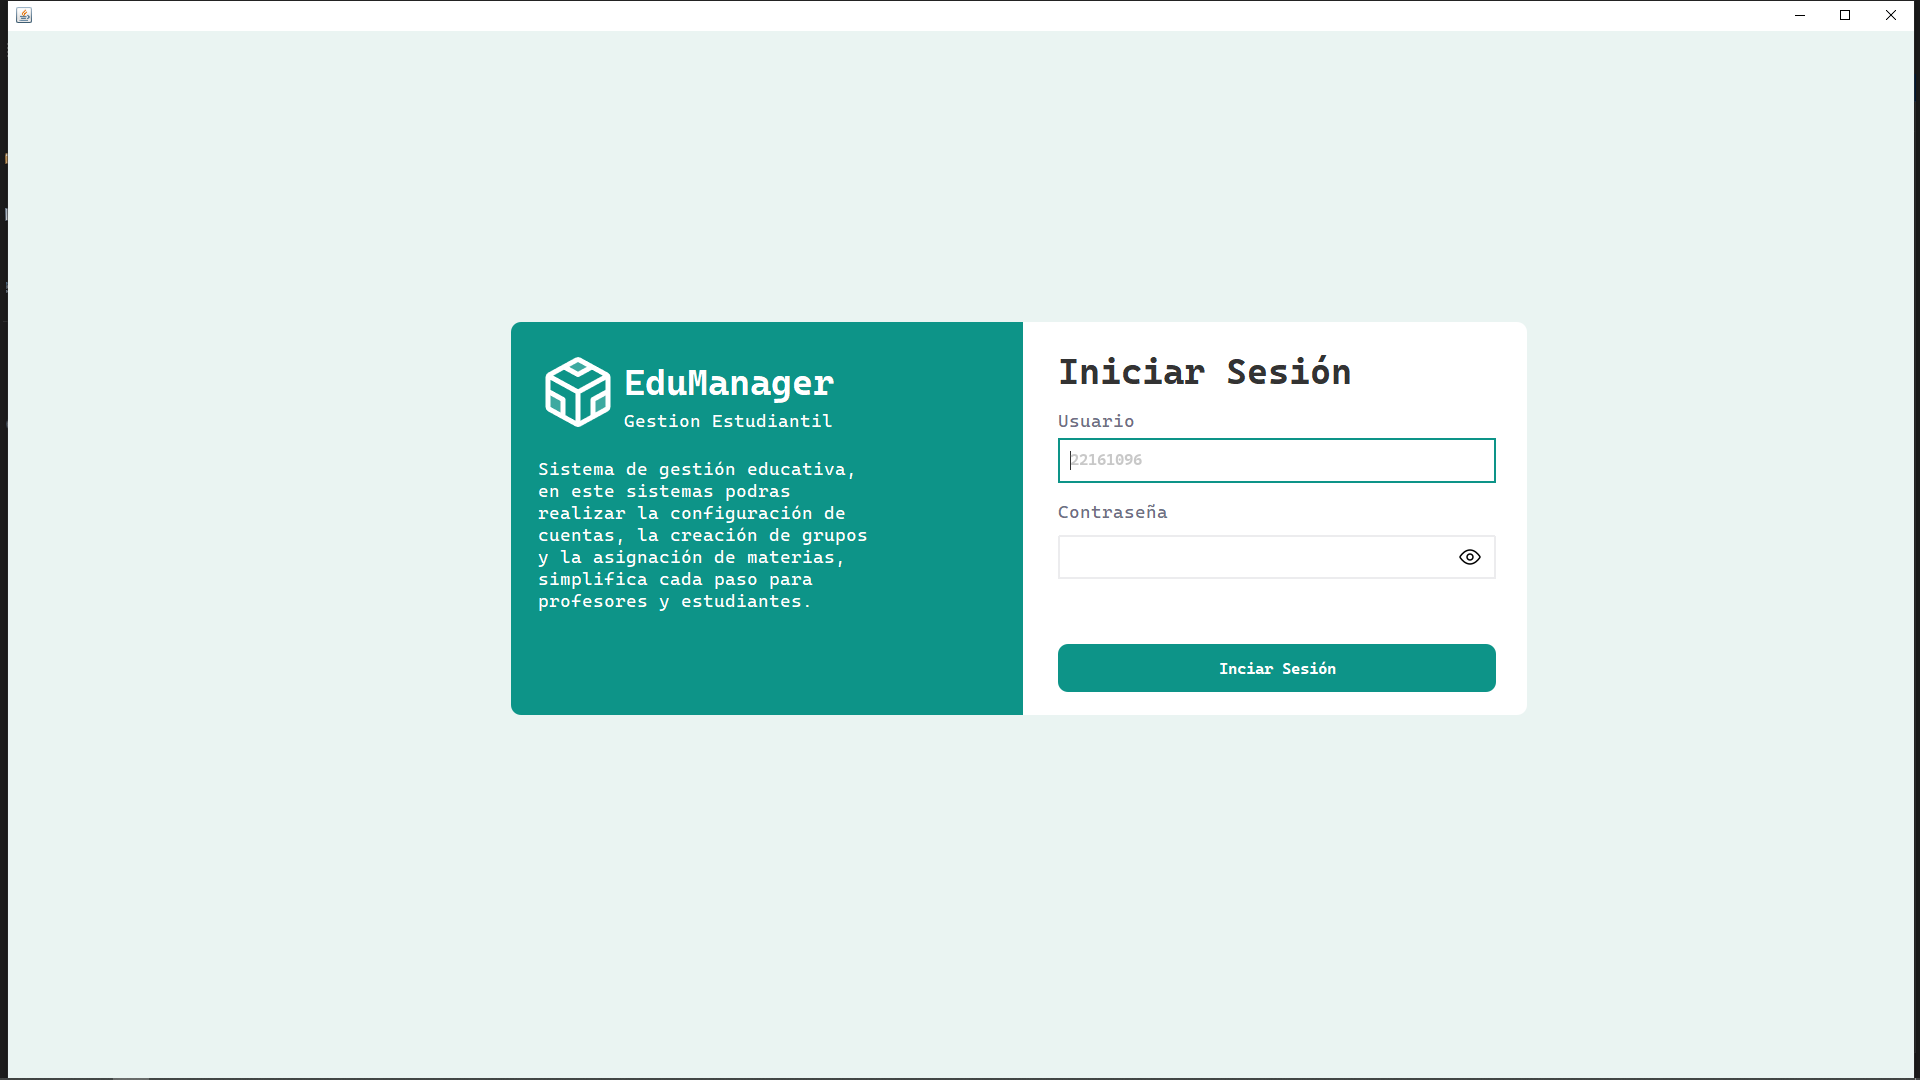 EduManager
Gestion Estudiantil
Sistema de gestión educativa,
en este sistemas podras
realizar la configuración de
cuentas, la creación de grupos
y la asignación de materias,
simplifica cada paso para
profesores y estudiantes.
Iniciar Sesión
Usuario
22161096
Contraseña
Inciar Sesión